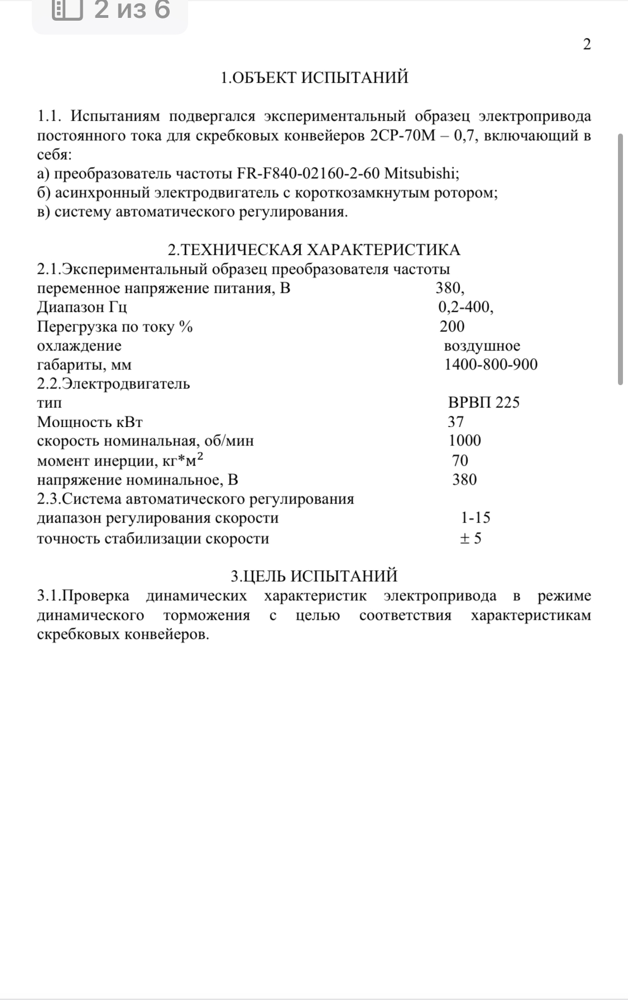 2 из 6
2
1.ОБЪЕКТ ИСПЫТАНИЙ
1.1. Испытаниям подвергался экспериментальный образец электропривода
постоянного тока для скребковых конвейеров 2СР-70М – 0,7, включающий в
себя:
а) преобразователь частоты FR-F840-02160-2-60 Mitsubishi;
б) асинхронный электродвигатель с короткозамкнутым ротором;
в) систему автоматического регулирования.
2.ТЕХНИЧЕСКАЯ ХАРАКТЕРИСТИКА
2.1.Экспериментальный образец преобразователя частоты
переменное напряжение питания, В 380,
Диапазон Гц 0,2-400,
Перегрузка по току % 200
охлаждение воздушное
габариты, мм 1400-800-900
2.2.Электродвигатель
тип ВРВП 225
Мощность кВт 37
скорость номинальная, об/мин 1000
момент инерции, кг*м² 70
напряжение номинальное, В 380
2.3.Система автоматического регулирования
диапазон регулирования скорости 1-15
точность стабилизации скорости ± 5
3.ЦЕЛЬ ИСПЫТАНИЙ
3.1.Проверка динамических характеристик электропривода в режиме
динамического торможения с целью соответствия характеристикам
скребковых конвейеров.